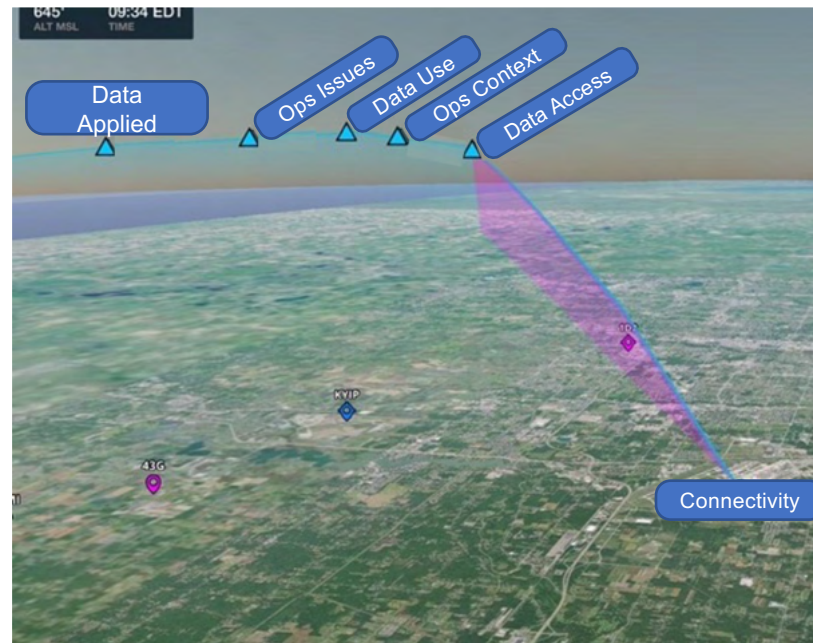 645' 09:34 EDT
ALT MSL TIME
Data
Applied
Ops Issues
Data Use
Ops Context
Data Access
KYIP
43G
Connectivity